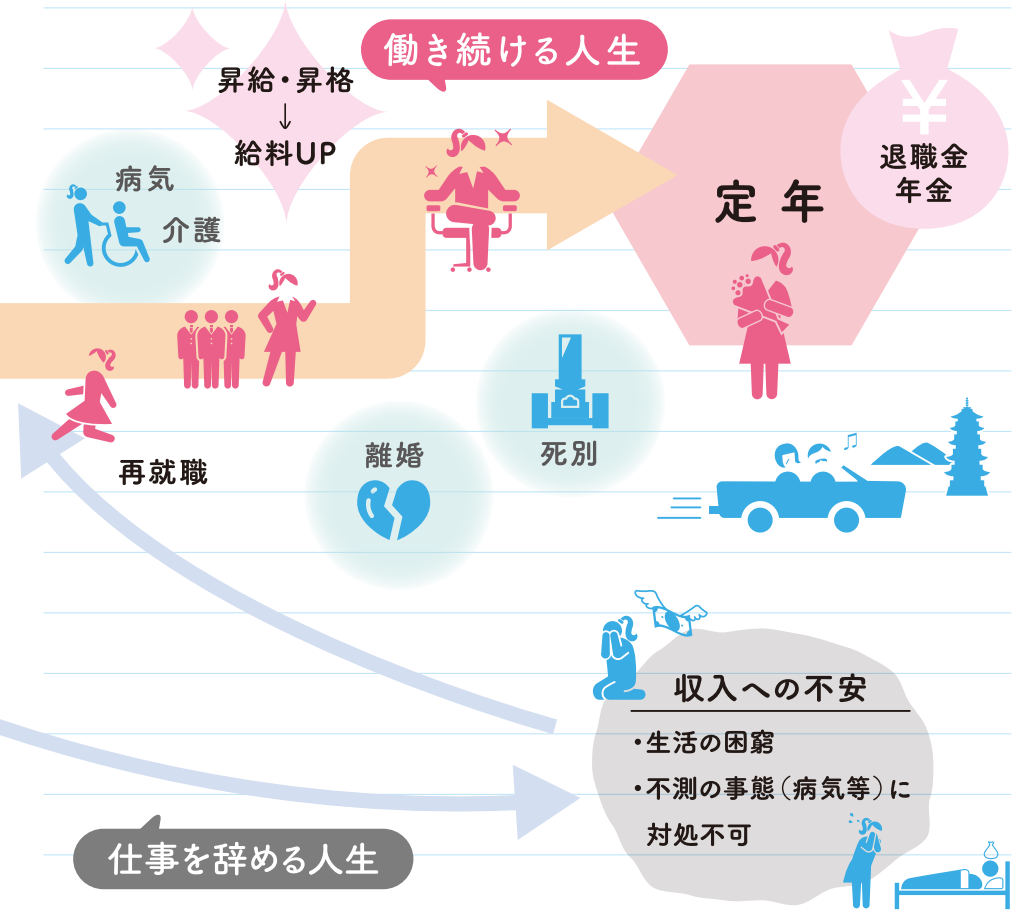 働き続ける人生
昇給・昇格
↓
給料UP
¥
退職金
年金
定年
病気
介護
再就職
離婚
死別
収入への不安
・生活の困窮
・不測の事態（病気等）に
対処不可
仕事を辞める人生